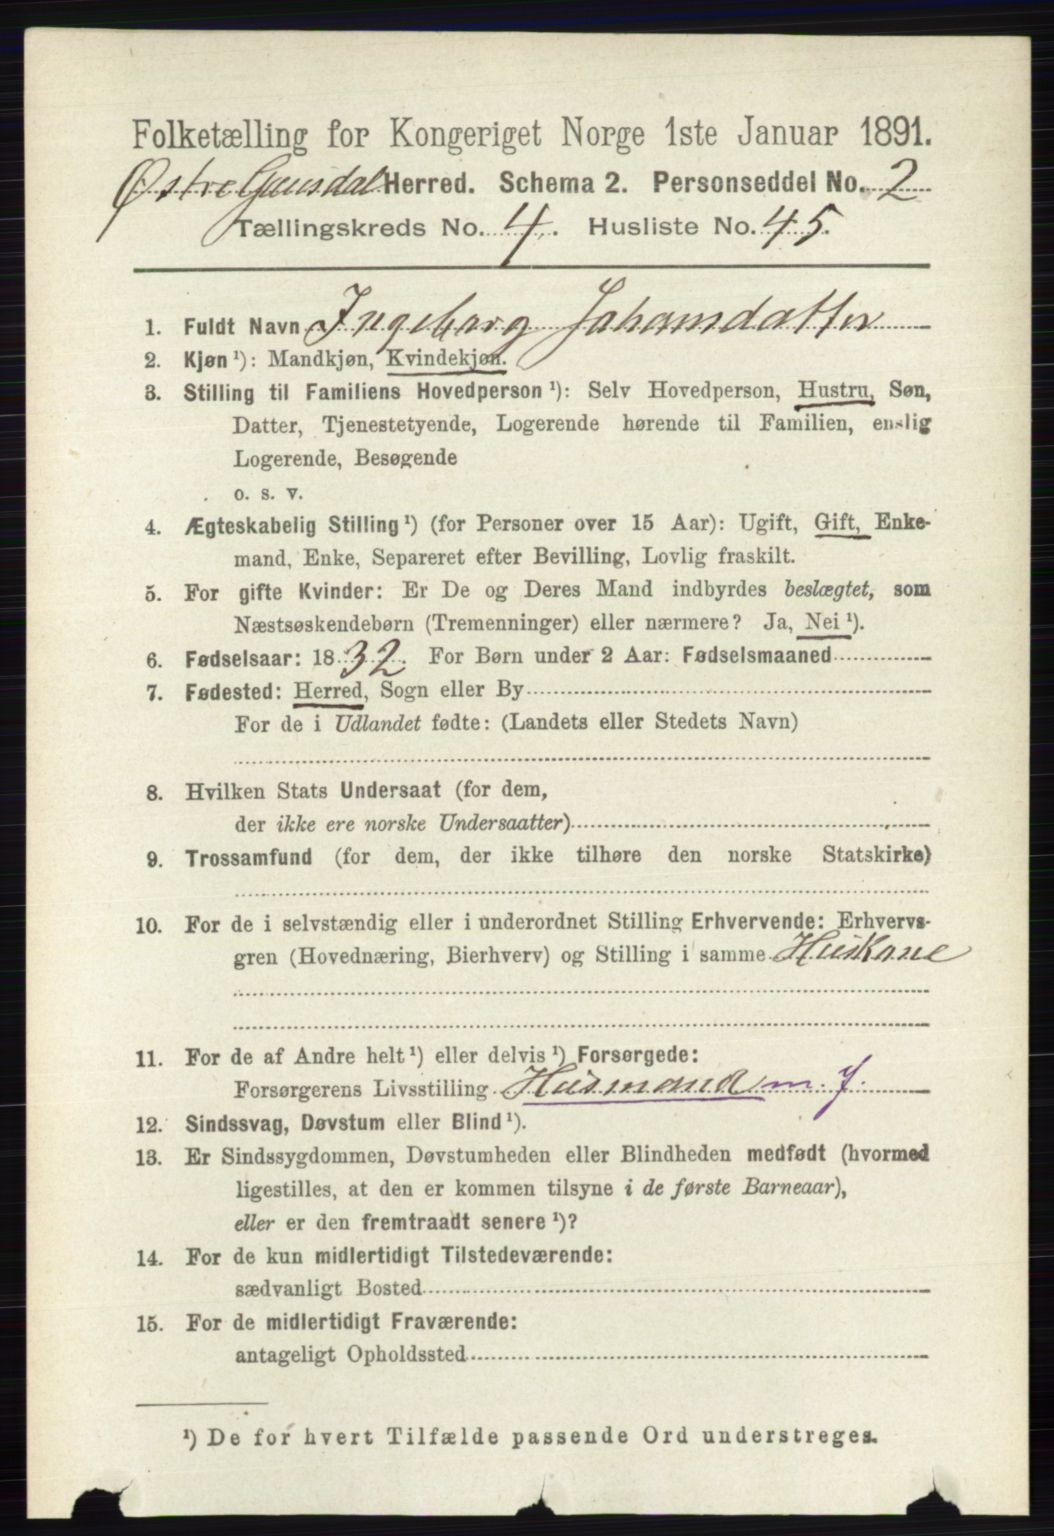 Folketælling for Kongeriget Norge 1ste Januar 1891.
Østre Gausdal Herred. Schema 2. Personseddel No. 2
Tællingskreds No. 4. Husliste No. 45.
1. Fuldt Navn Ingeborg Johansdatter
2. Kjøn ¹): Mandkjøn, Kvindekjøn.
3. Stilling til Familiens Hovedperson ¹): Selv Hovedperson, Hustru, Søn,
Datter, Tjenestetyende, Logerende hørende til Familien, enslig
Logerende, Besøgende
o. s. v.
4. Ægteskabelig Stilling ¹) (for Personer over 15 Aar): Ugift, Gift, Enke-
mand, Enke, Separeret efter Bevilling, Lovlig fraskilt.
5. For gifte Kvinder: Er De og Deres Mand indbyrdes beslægtet, som
Næstsøskendebørn (Tremenninger) eller nærmere? Ja, Nei ¹).
6. Fødselsaar: 1832. For Børn under 2 Aar: Fødselsmaaned
7. Fødested: Herred, Sogn eller By
For de i Udlandet fødte: (Landets eller Stedets Navn)
8. Hvilken Stats Undersaat (for dem,
der ikke ere norske Undersaatter)
9. Trossamfund (for dem, der ikke tilhøre den norske Statskirke)
10. For de i selvstændig eller i underordnet Stilling Erhvervende: Erhvervs-
gren (Hovednæring, Bierhverv) og Stilling i samme Huskone
11. For de af Andre helt ¹) eller delvis ¹) Forsørgede:
Forsørgerens Livsstilling Husmand m. J.
12. Sindssvag, Døvstum eller Blind ¹).
13. Er Sindssygdommen, Døvstumheden eller Blindheden medfødt (hvormed
ligestilles, at den er kommen tilsyne i de første Barneaar),
eller er den fremtraadt senere ¹)?
14. For de kun midlertidigt Tilstedeværende:
sædvanligt Bosted
15. For de midlertidigt Fraværende:
antageligt Opholdssted
¹) De for hvert Tilfælde passende Ord understreges.